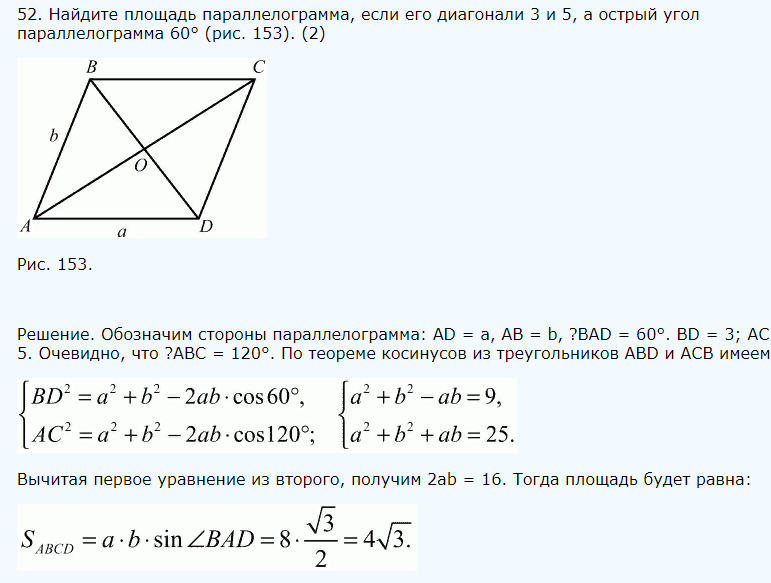 52. Найдите площадь параллелограмма, если его диагонали 3 и 5, а острый угол
параллелограмма 60° (рис. 153). (2)
B
C
b
O
A
a
D
Рис. 153.
Решение. Обозначим стороны параллелограмма: AD = a, AB = b, ?BAD = 60°. BD = 3; AC
5. Очевидно, что ?ABC = 120°. По теореме косинусов из треугольников ABD и ACB имеем
{BD² = a² + b² − 2ab · cos 60°, {a² + b² − ab = 9,
AC² = a² + b² − 2ab · cos120°; a² + b² + ab = 25.
Вычитая первое уравнение из второго, получим 2ab = 16. Тогда площадь будет равна:
S_ABCD = a · b · sin ∠BAD = 8 · √3/2 = 4√3.